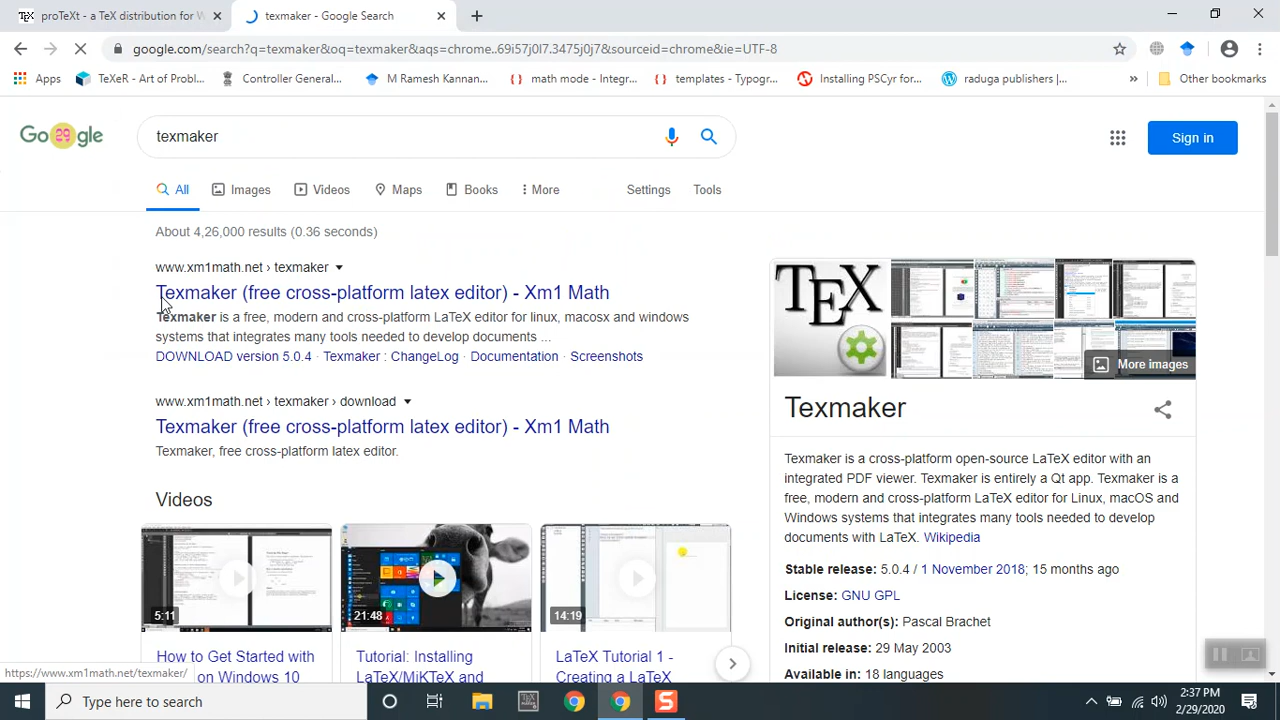 proTeXt - a TeX distribution for W
texmaker - Google Search
google.com/search?q=texmaker&oq=texmaker&aqs=chrome..69i57j0l7.3475j0j7&sourceid=chrome&ie=UTF-8
Apps TeXeR - Art of Probl... Controller General... M Ramesh Kannan... math mode - Integr... templates - Typogr... Installing PSCyr for... raduga publishers |... » Other bookmarks
Google 29
texmaker
Sign in
All Images Videos Maps Books More Settings Tools
About 4,26,000 results (0.36 seconds)
www.xm1math.net › texmaker
Texmaker (free cross-platform latex editor) - Xm1 Math
Texmaker is a free, modern and cross-platform LaTeX editor for linux, macosx and windows
systems that integrates many tools needed to develop documents ...
DOWNLOAD version 5.0.4 · Texmaker : ChangeLog · Documentation · Screenshots
www.xm1math.net › texmaker › download
Texmaker (free cross-platform latex editor) - Xm1 Math
Texmaker, free cross-platform latex editor.
Videos
5:11
21:48
14:19
How to Get Started with
on Windows 10
Tutorial: Installing
LaTeX/MiKTeX and
LaTeX Tutorial 1 -
Creating a LaTeX
TEX
More images
Texmaker
Texmaker is a cross-platform open-source LaTeX editor with an
integrated PDF viewer. Texmaker is entirely a Qt app. Texmaker is a
free, modern and cross-platform LaTeX editor for Linux, macOS and
Windows systems that integrates many tools needed to develop
documents with LaTeX. Wikipedia
Stable release: 5.0.4 / 1 November 2018; 15 months ago
License: GNU GPL
Original author(s): Pascal Brachet
Initial release: 29 May 2003
Available in: 18 languages
https://www.xm1math.net/texmaker/
Type here to search
2:37 PM
2/29/2020